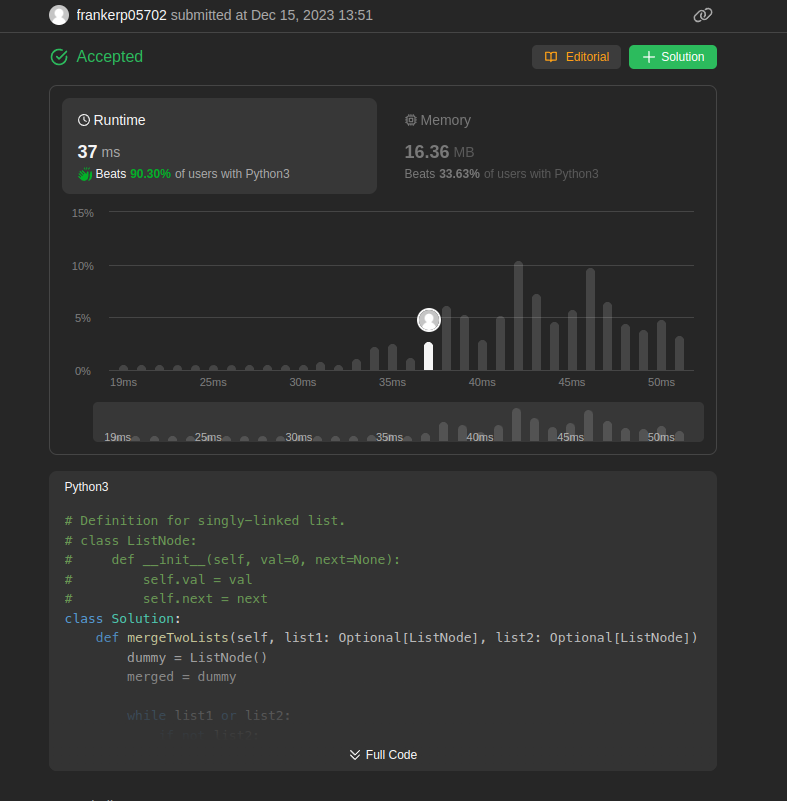 frankerp05702 submitted at Dec 15, 2023 13:51
Accepted
Editorial
Solution
Runtime
37 ms
Beats 90.30% of users with Python3
Memory
16.36 MB
Beats 33.63% of users with Python3
15%
10%
5%
0%
19ms 25ms 30ms 35ms 40ms 45ms 50ms
19ms 25ms 30ms 35ms 40ms 45ms 50ms
Python3
# Definition for singly-linked list.
# class ListNode:
#     def __init__(self, val=0, next=None):
#         self.val = val
#         self.next = next
class Solution:
    def mergeTwoLists(self, list1: Optional[ListNode], list2: Optional[ListNode])
        dummy = ListNode()
        merged = dummy
        while list1 or list2:
            if not list2:
Full Code